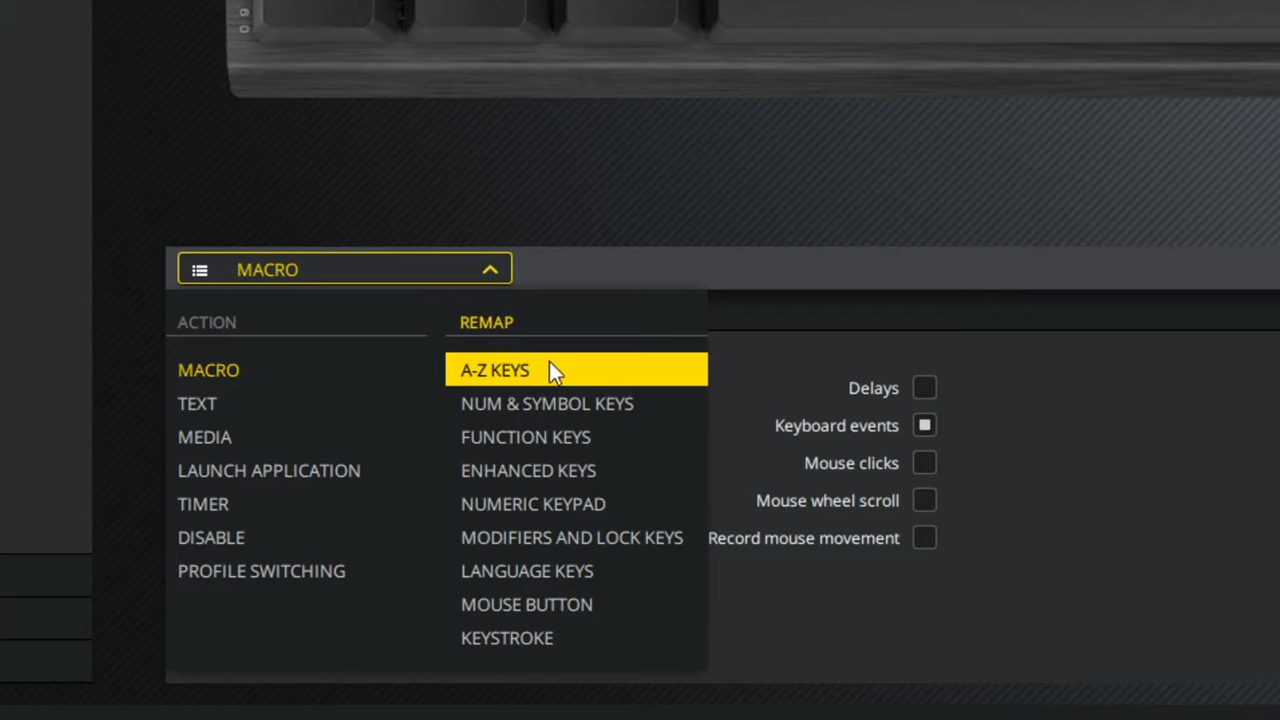 MACRO
ACTION
MACRO
TEXT
MEDIA
LAUNCH APPLICATION
TIMER
DISABLE
PROFILE SWITCHING
REMAP
A-Z KEYS
NUM & SYMBOL KEYS
FUNCTION KEYS
ENHANCED KEYS
NUMERIC KEYPAD
MODIFIERS AND LOCK KEYS
LANGUAGE KEYS
MOUSE BUTTON
KEYSTROKE
Delays
Keyboard events
Mouse clicks
Mouse wheel scroll
Record mouse movement